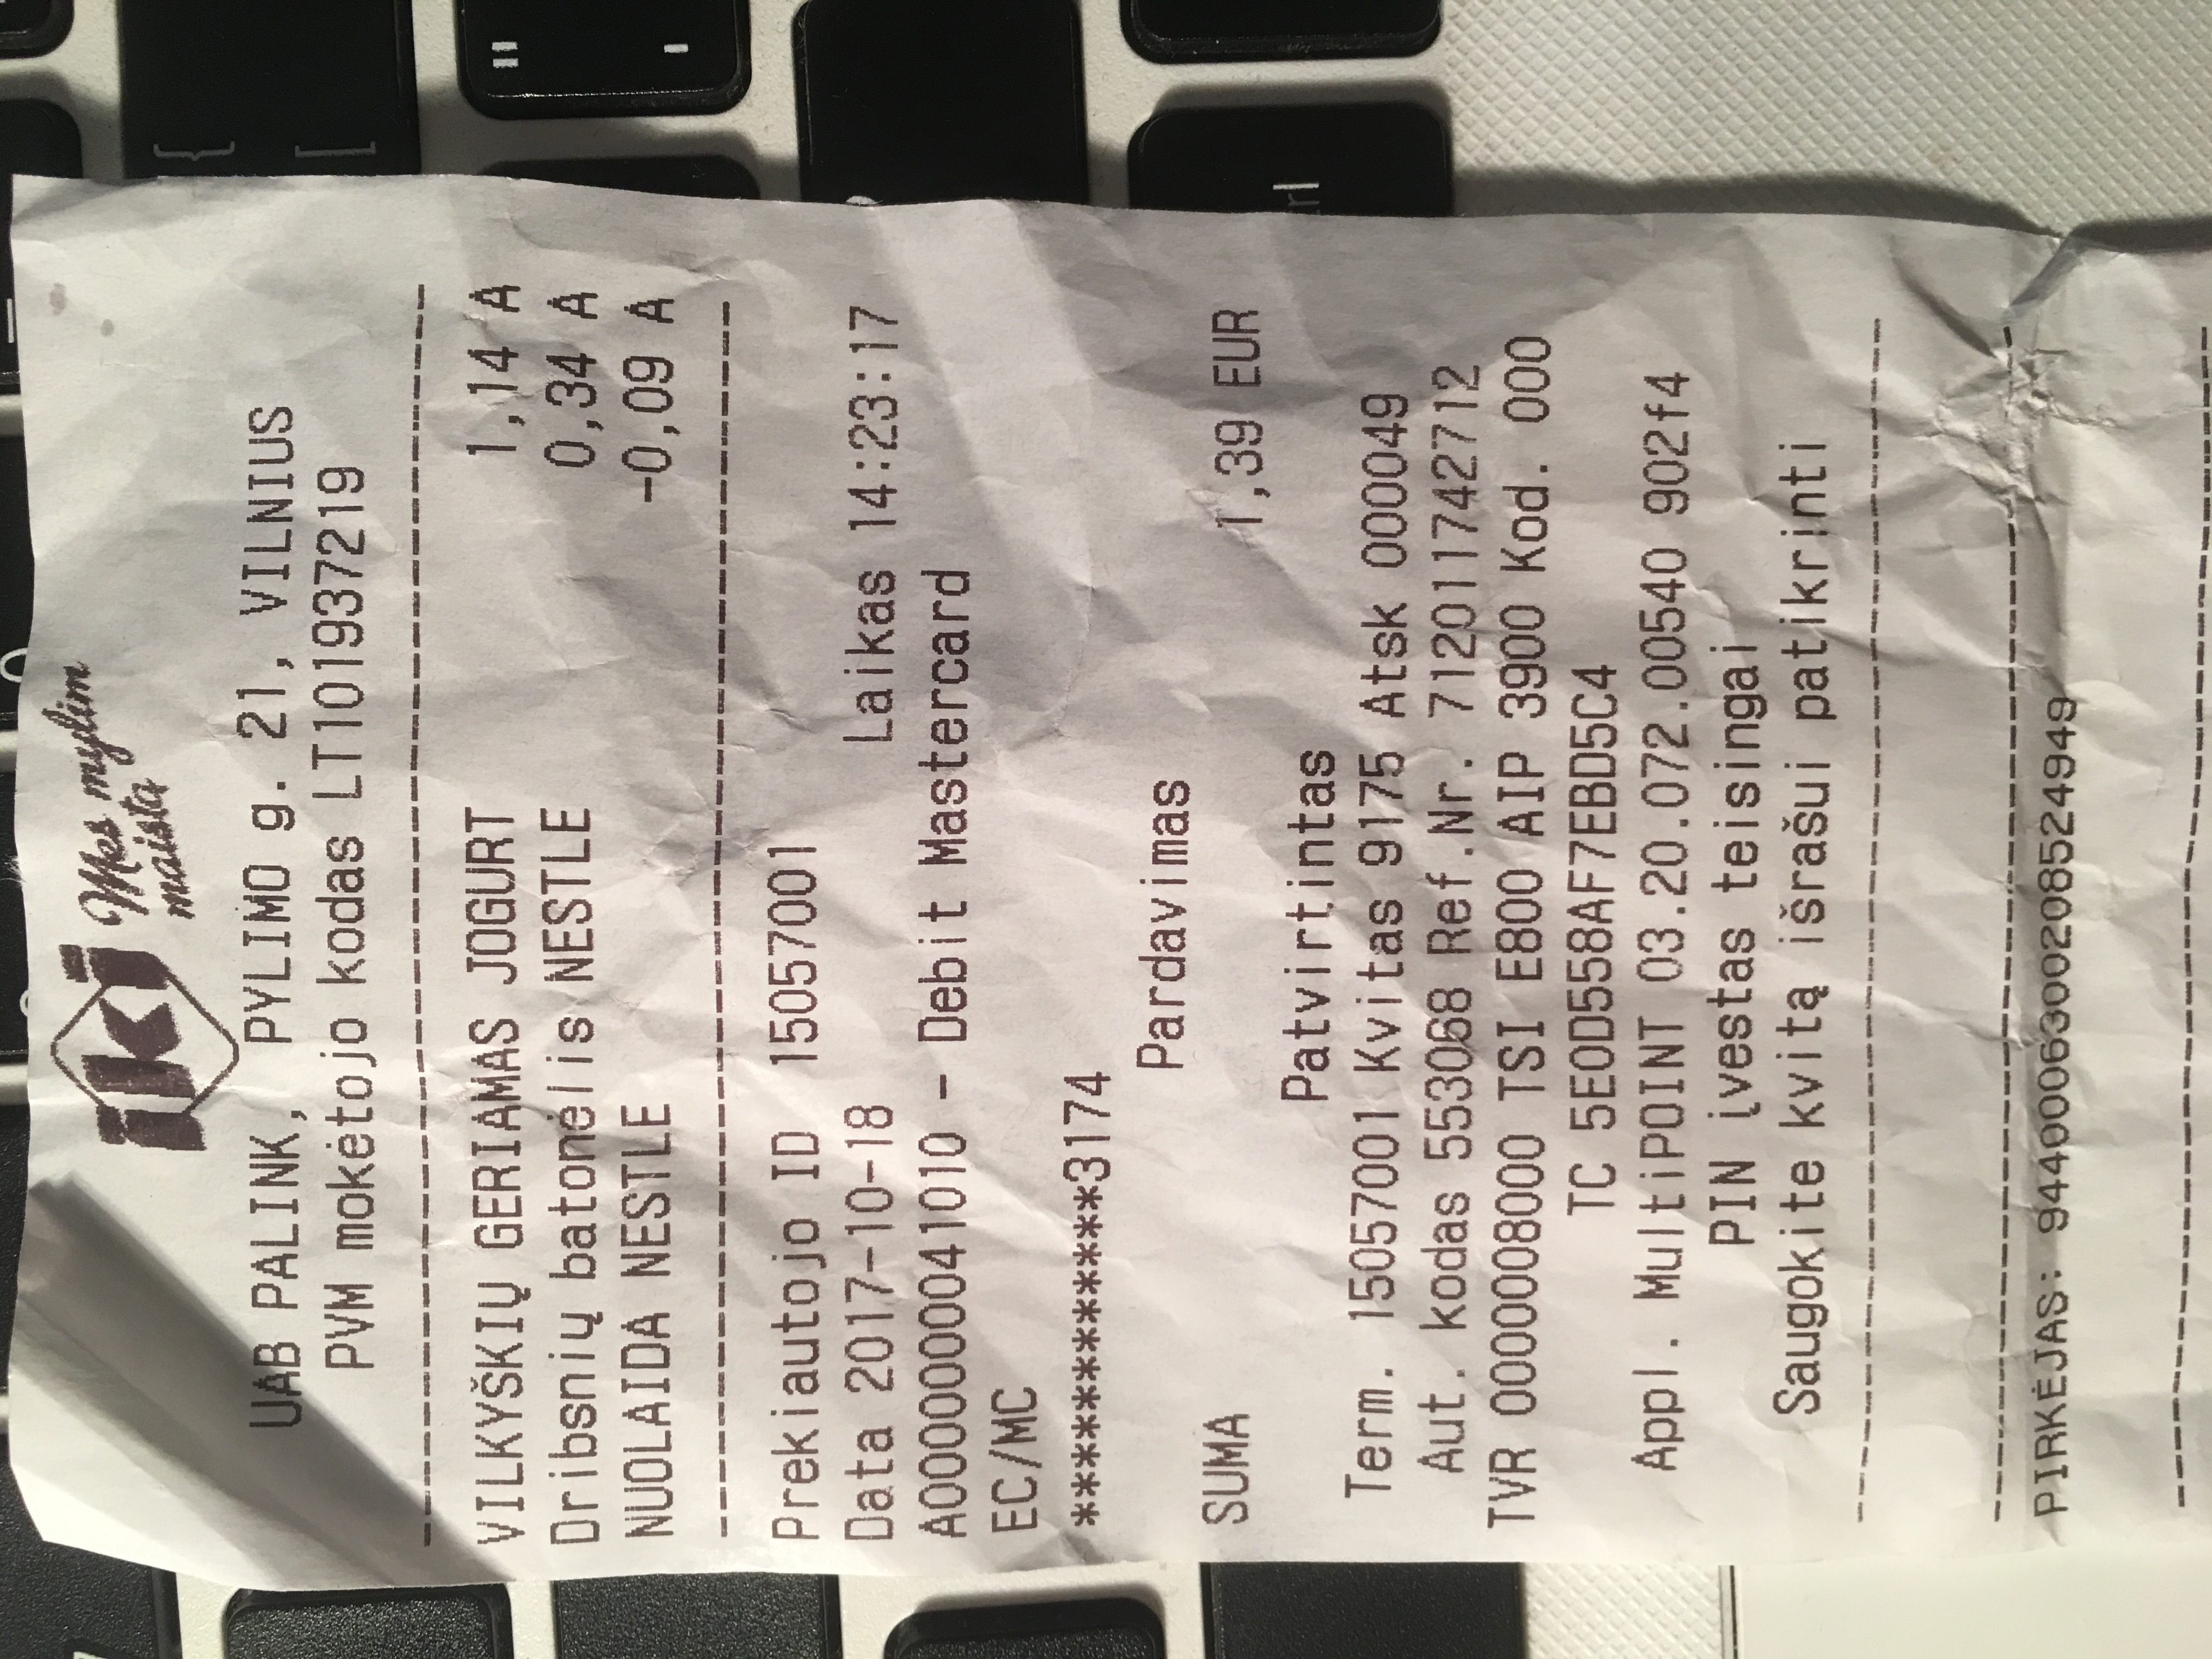 iki Mes mylim
maistą
UAB PALINK, PYLIMO g. 21, VILNIUS
PVM mokėtojo kodas LT101937219
VILKYŠKIŲ GERIAMAS JOGURT 1,14 A
Dribsnių batonėlis NESTLE 0,34 A
NUOLAIDA NESTLE -0,09 A
Prekiautojo ID 15057001
Data 2017-10-18 Laikas 14:23:17
A0000000041010 - Debit Mastercard
EC/MC
************3174
Pardavimas
SUMA 1,39 EUR
Patvirtintas
Term. 15057001 Kvitas 9175 Atsk 000049
Aut. kodas 553068 Ref.Nr. 712011742712
TVR 0000008000 TSI E800 AIP 3900 Kod. 000
TC 5E0D558AF7EBD5C4
Appl. MultiPOINT 03.20.072.00540 902f4
PIN įvestas teisingai
Saugokite kvitą išrašui patikrinti
PIRKĖJAS: 9440006300208524949